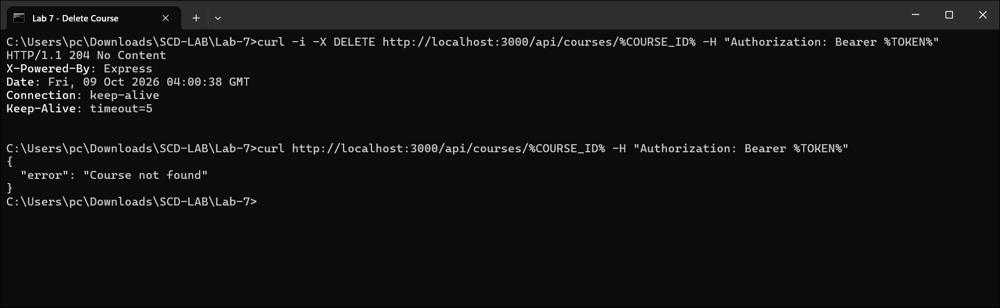 Lab 7 - Delete Course
C:\Users\pc\Downloads\SCD-LAB\Lab-7>curl -i -X DELETE http://localhost:3000/api/courses/%COURSE_ID% -H "Authorization: Bearer %TOKEN%"
HTTP/1.1 204 No Content
X-Powered-By: Express
Date: Fri, 09 Oct 2026 04:00:38 GMT
Connection: keep-alive
Keep-Alive: timeout=5
C:\Users\pc\Downloads\SCD-LAB\Lab-7>curl http://localhost:3000/api/courses/%COURSE_ID% -H "Authorization: Bearer %TOKEN%"
{
  "error": "Course not found"
}
C:\Users\pc\Downloads\SCD-LAB\Lab-7>